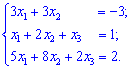 3x₁ + 3x₂ = −3;
x₁ + 2x₂ + x₃ = 1;
5x₁ + 8x₂ + 2x₃ = 2.